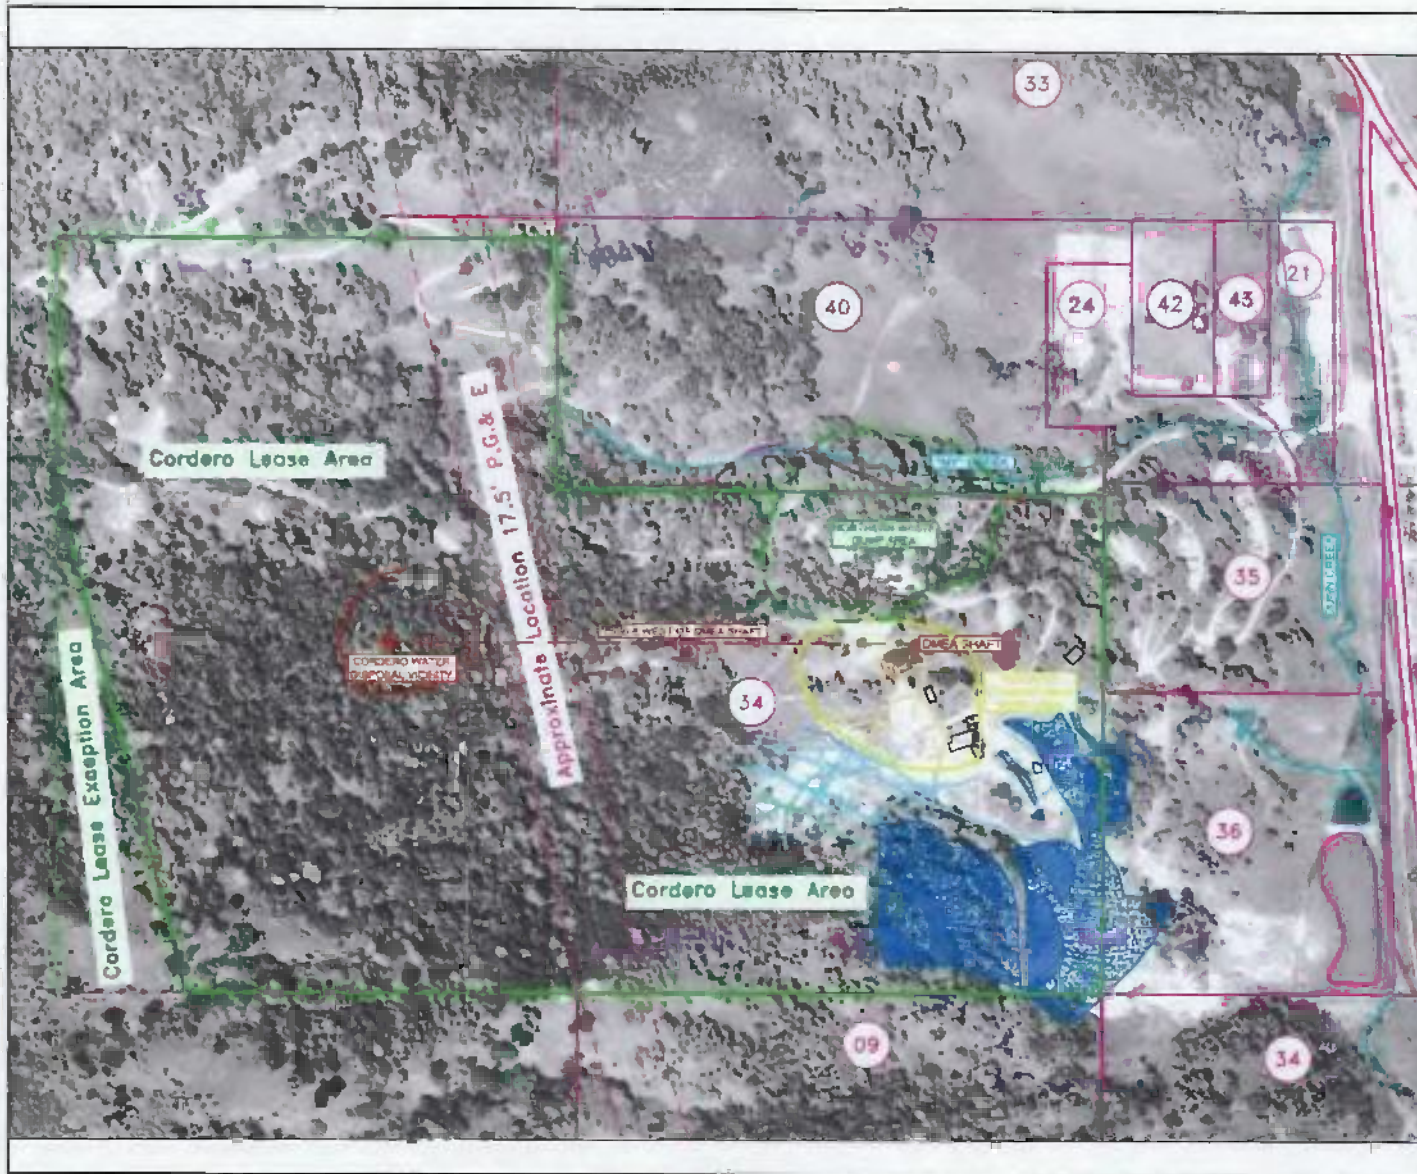 33
21
24
42
43
40
Approximate Location 17.5' P.G.& E
Cordero Lease Area
35
CORDERO WATER
DISPOSAL VICINITY
DMEA SHAFT
34
Cordero Lease Exception Area
36
Cordero Lease Area
09
34